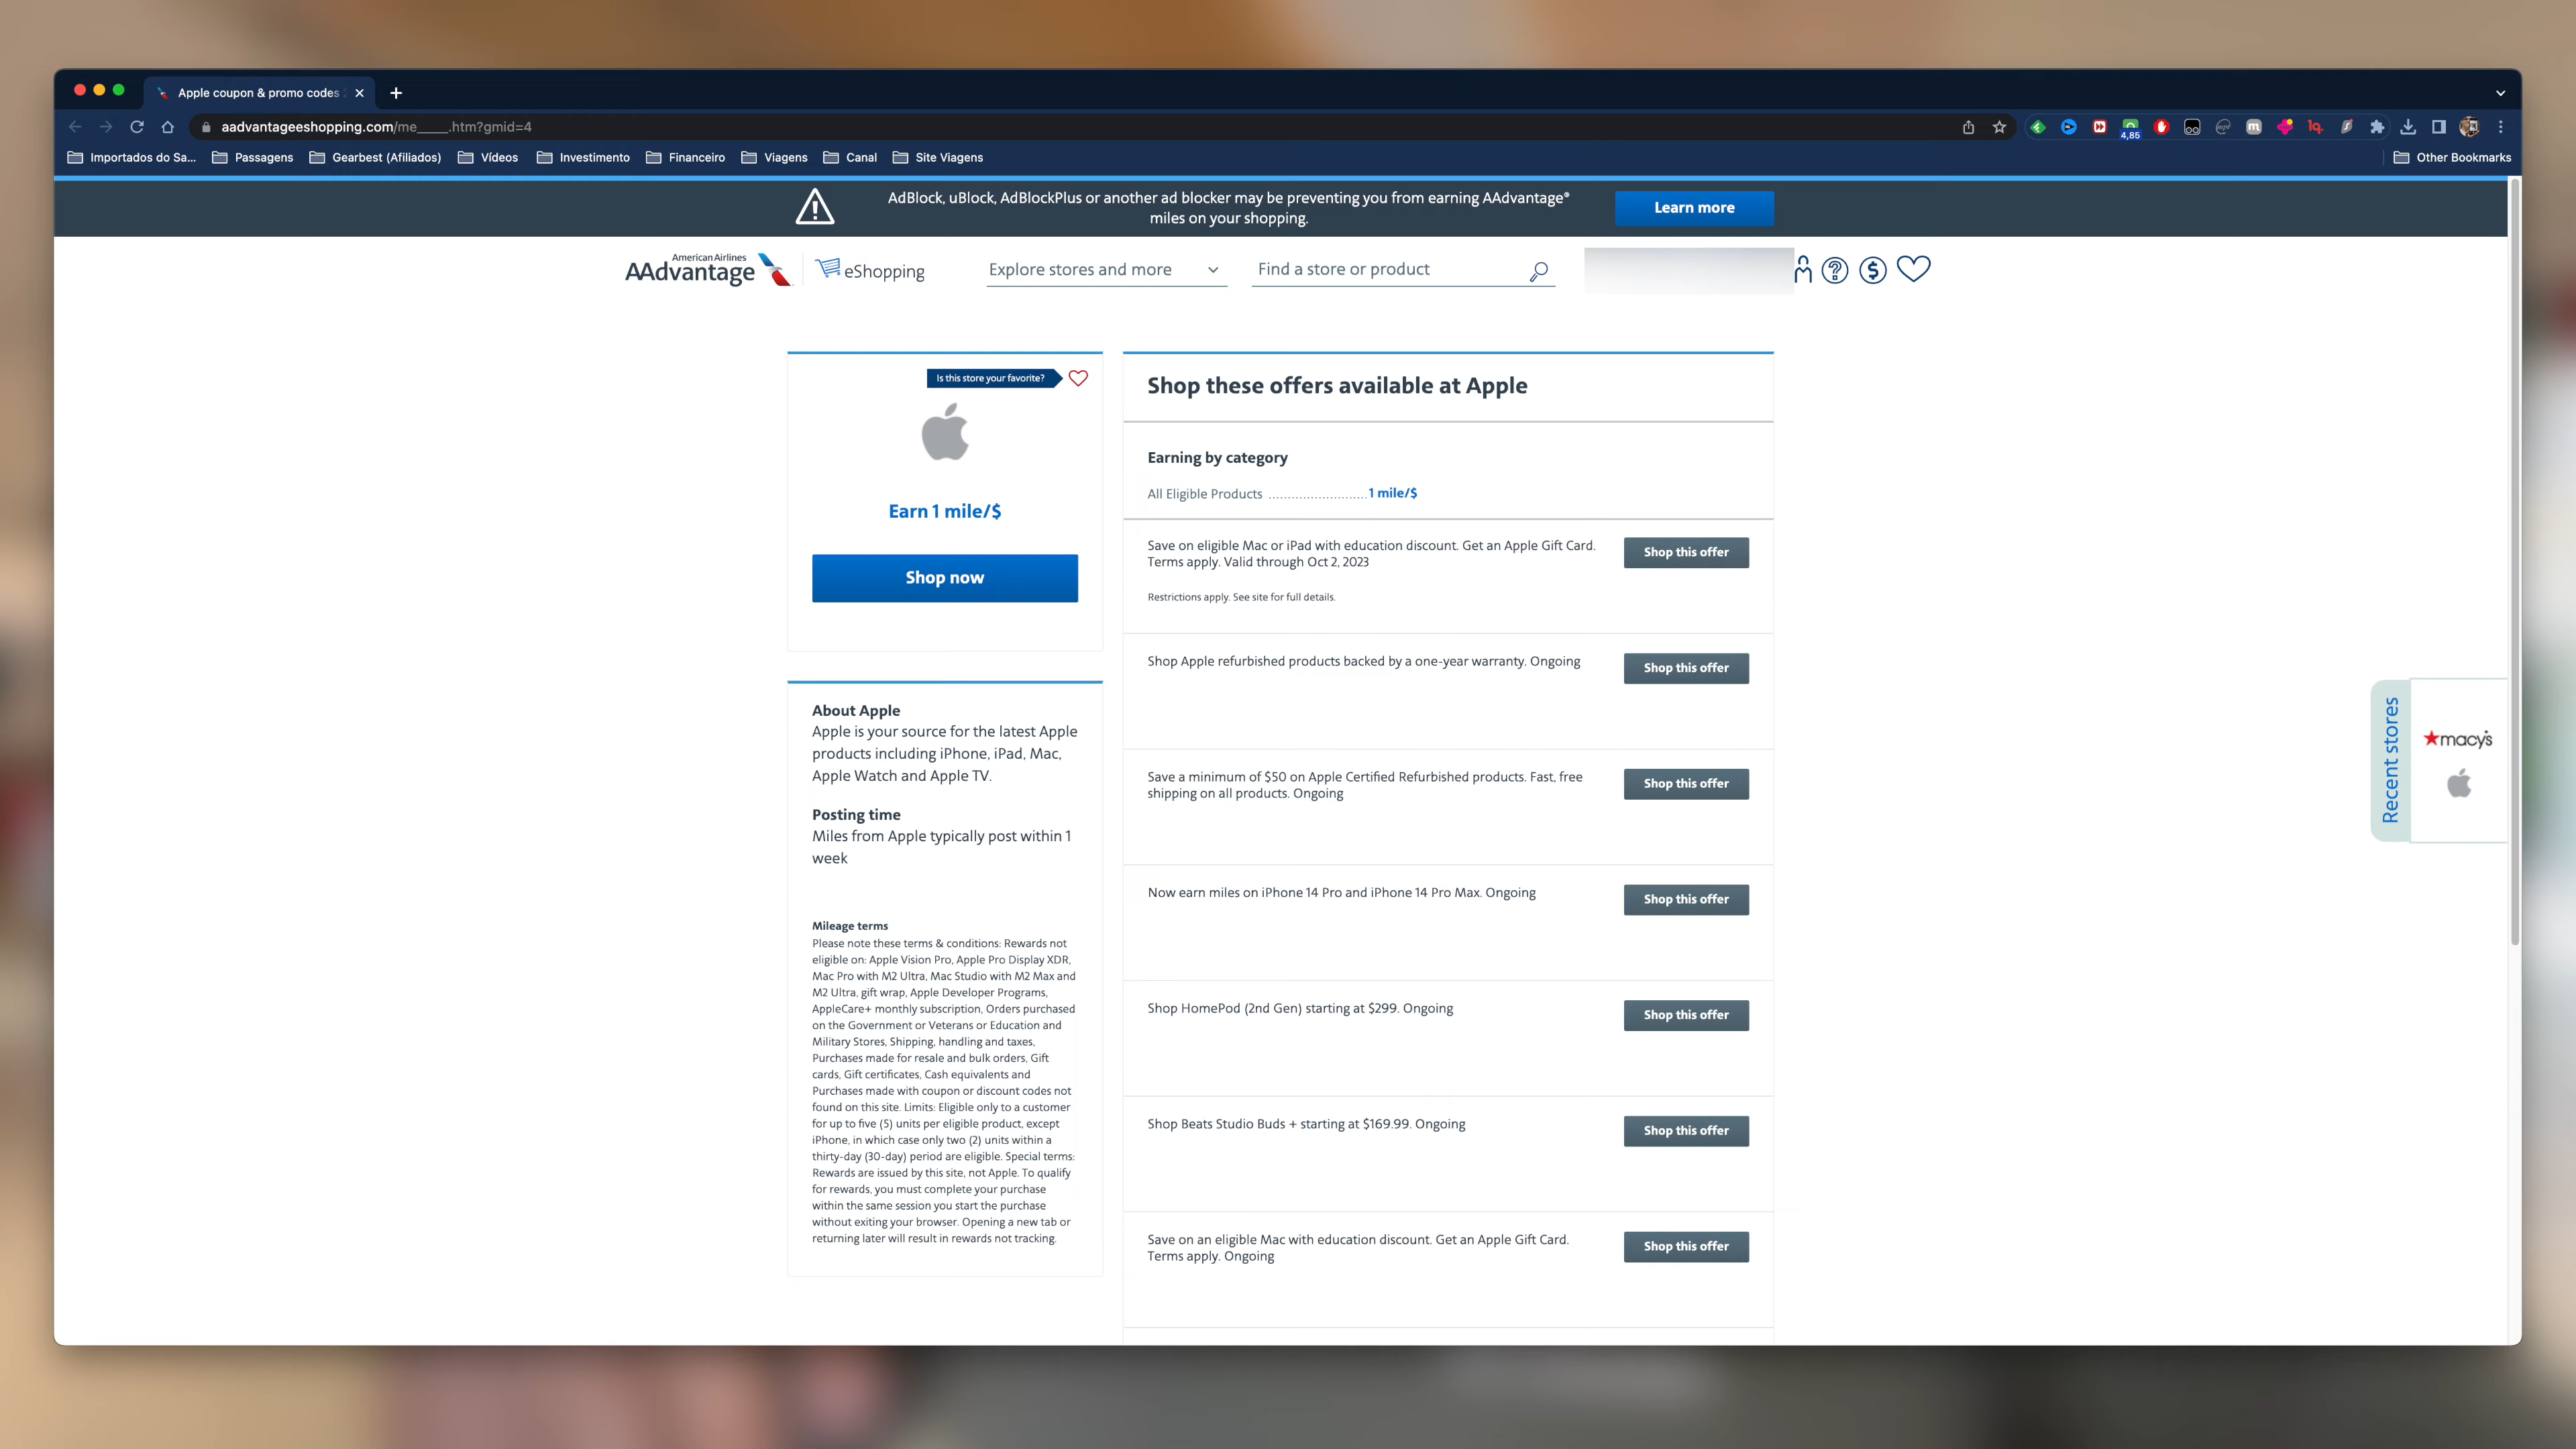 Apple coupon & promo codes
aadvantageeshopping.com/me____.htm?gmid=4
4,85
Importados do Sa...
Passagens
Gearbest (Afiliados)
Vídeos
Investimento
Financeiro
Viagens
Canal
Site Viagens
Other Bookmarks
AdBlock, uBlock, AdBlockPlus or another ad blocker may be preventing you from earning AAdvantage®
miles on your shopping.
Learn more
American Airlines
AAdvantage
eShopping
Explore stores and more
Find a store or product
Is this store your favorite?
Earn 1 mile/$
Shop now
About Apple
Apple is your source for the latest Apple
products including iPhone, iPad, Mac,
Apple Watch and Apple TV.
Posting time
Miles from Apple typically post within 1
week
Mileage terms
Please note these terms & conditions: Rewards not
eligible on: Apple Vision Pro, Apple Pro Display XDR,
Mac Pro with M2 Ultra, Mac Studio with M2 Max and
M2 Ultra, gift wrap, Apple Developer Programs,
AppleCare+ monthly subscription, Orders purchased
on the Government or Veterans or Education and
Military Stores, Shipping, handling and taxes,
Purchases made for resale and bulk orders, Gift
cards, Gift certificates, Cash equivalents and
Purchases made with coupon or discount codes not
found on this site. Limits: Eligible only to a customer
for up to five (5) units per eligible product, except
iPhone, in which case only two (2) units within a
thirty-day (30-day) period are eligible. Special terms:
Rewards are issued by this site, not Apple. To qualify
for rewards, you must complete your purchase
within the same session you start the purchase
without exiting your browser. Opening a new tab or
returning later will result in rewards not tracking.
Shop these offers available at Apple
Earning by category
All Eligible Products ..........................1 mile/$
Save on eligible Mac or iPad with education discount. Get an Apple Gift Card.
Terms apply. Valid through Oct 2, 2023
Restrictions apply. See site for full details.
Shop this offer
Shop Apple refurbished products backed by a one-year warranty. Ongoing
Shop this offer
Save a minimum of $50 on Apple Certified Refurbished products. Fast, free
shipping on all products. Ongoing
Shop this offer
Now earn miles on iPhone 14 Pro and iPhone 14 Pro Max. Ongoing
Shop this offer
Shop HomePod (2nd Gen) starting at $299. Ongoing
Shop this offer
Shop Beats Studio Buds + starting at $169.99. Ongoing
Shop this offer
Save on an eligible Mac with education discount. Get an Apple Gift Card.
Terms apply. Ongoing
Shop this offer
Recent stores
macy's